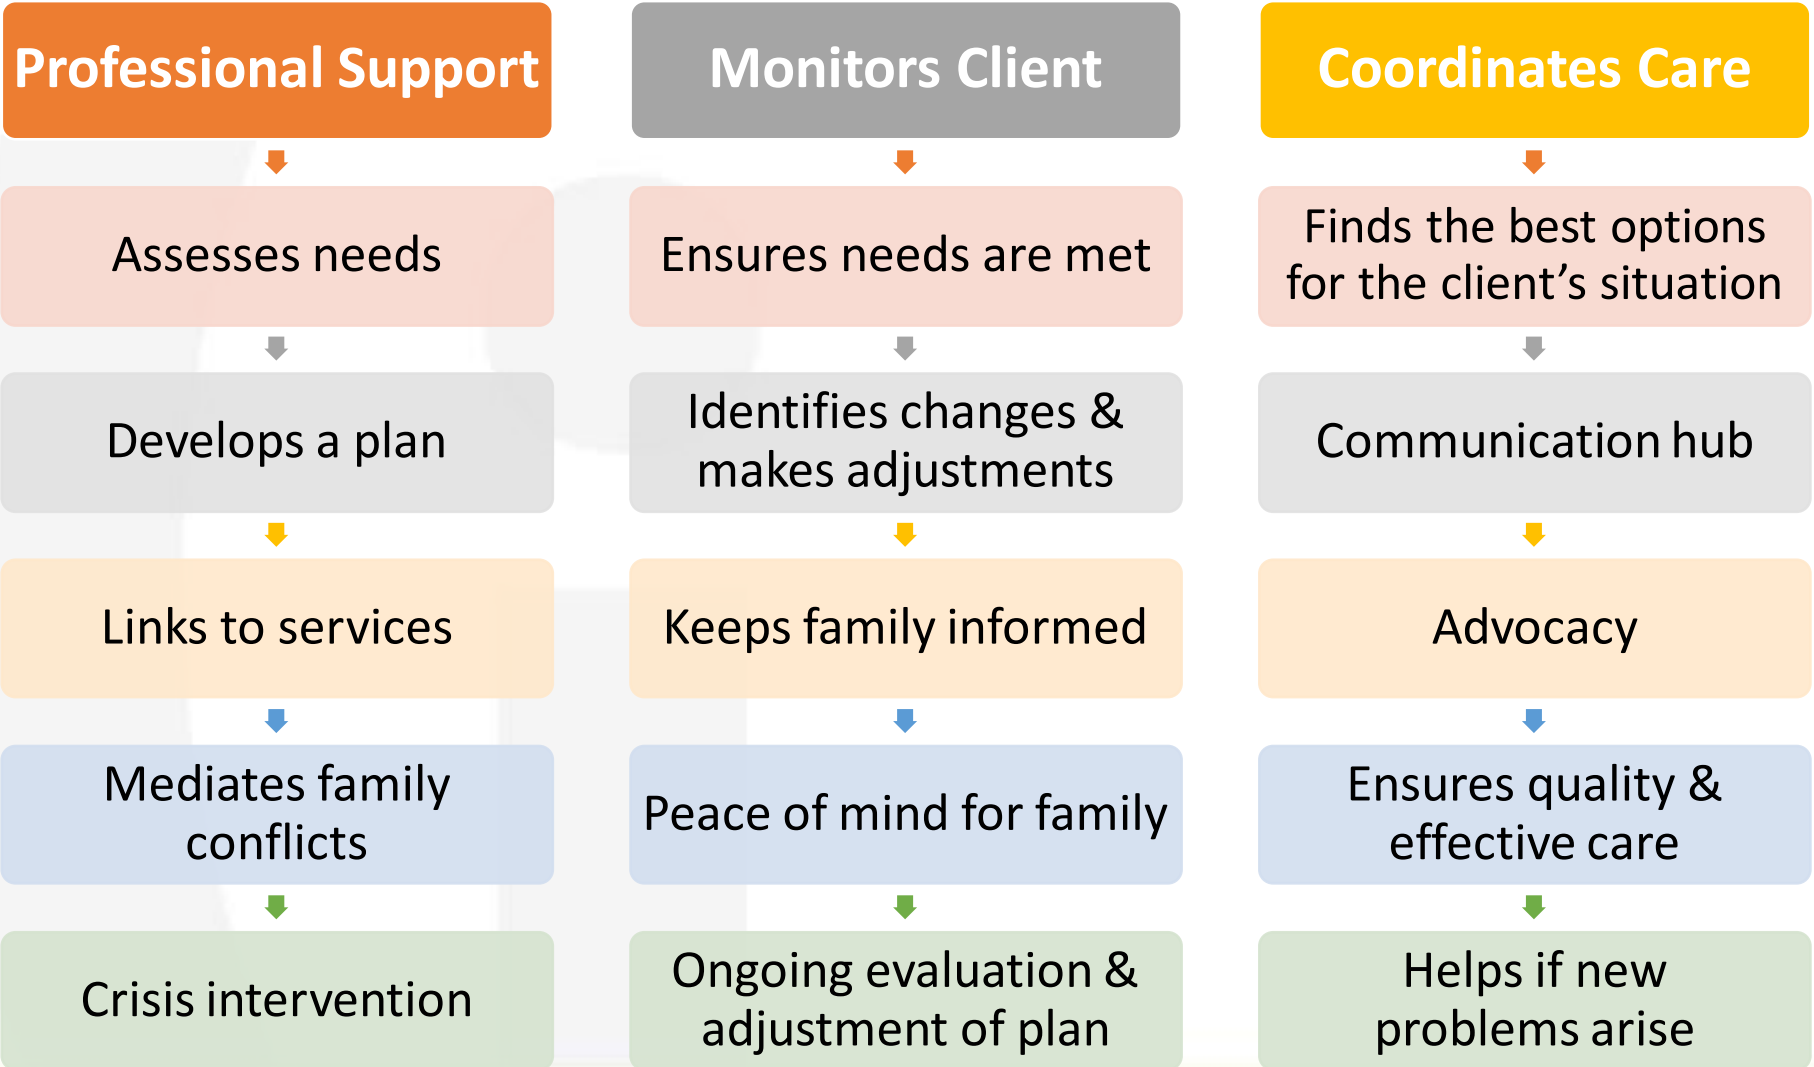 Professional Support
Assesses needs
Develops a plan
Links to services
Mediates family
conflicts
Crisis intervention
Monitors Client
Ensures needs are met
Identifies changes &
makes adjustments
Keeps family informed
Peace of mind for family
Ongoing evaluation &
adjustment of plan
Coordinates Care
Finds the best options
for the client’s situation
Communication hub
Advocacy
Ensures quality &
effective care
Helps if new
problems arise